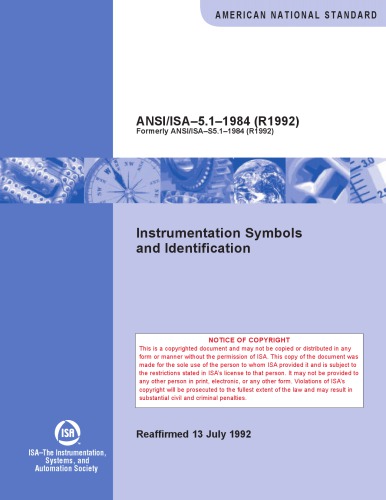 AMERICAN NATIONAL STANDARD
ANSI/ISA–5.1–1984 (R1992)
Formerly ANSI/ISA–S5.1–1984 (R1992)
3.0
Instrumentation Symbols
and Identification
NOTICE OF COPYRIGHT
This is a copyrighted document and may not be copied or distributed in any
form or manner without the permission of ISA. This copy of the document was
made for the sole use of the person to whom ISA provided it and is subject to
the restrictions stated in ISA's license to that person. It may not be provided to
any other person in print, electronic, or any other form. Violations of ISA's
copyright will be prosecuted to the fullest extent of the law and may result in
substantial civil and criminal penalties.
ISA
ISA–The Instrumentation,
Systems, and
Automation Society
Reaffirmed 13 July 1992